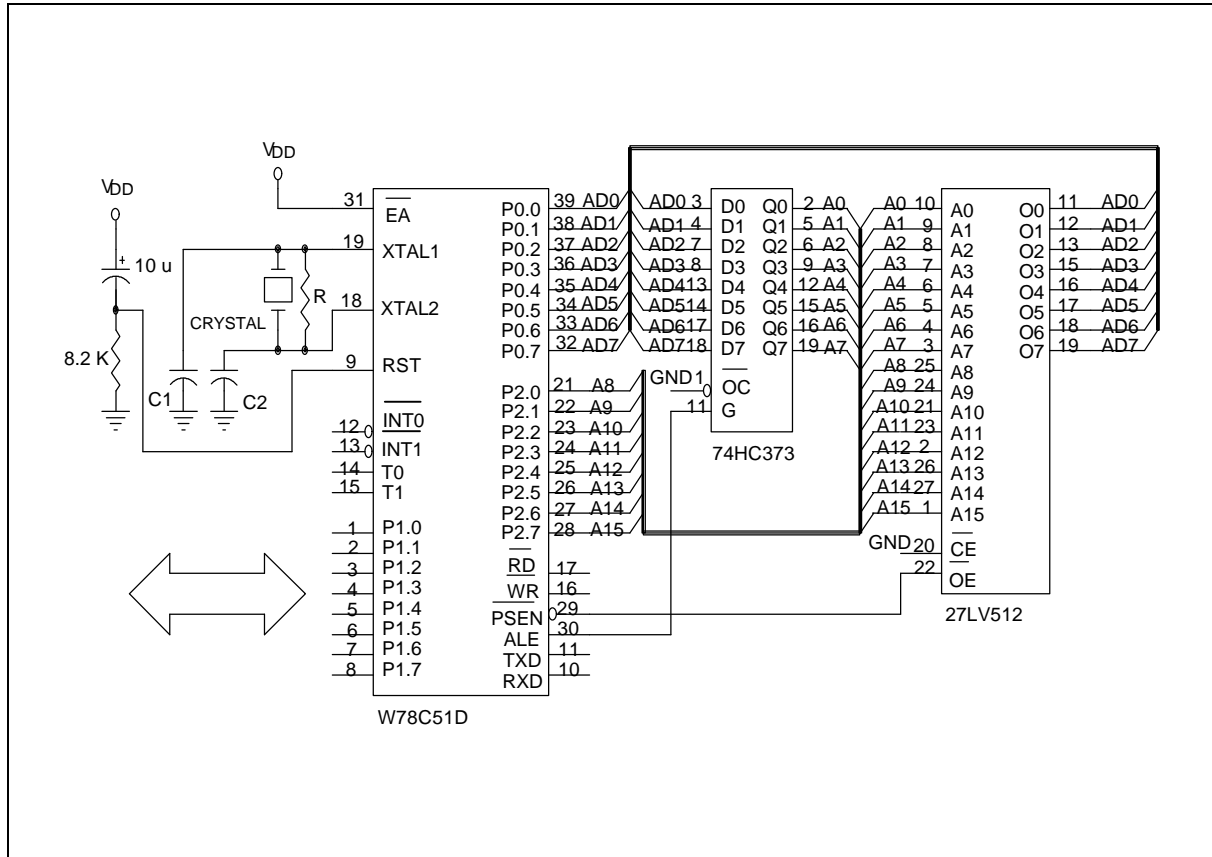 VDD
VDD
10 u
8.2 K
C1
C2
CRYSTAL
R
31 EA
19 XTAL1
18 XTAL2
9 RST
12 INT0
13 INT1
14 T0
15 T1
1 P1.0
2 P1.1
3 P1.2
4 P1.3
5 P1.4
6 P1.5
7 P1.6
8 P1.7
P0.0 39 AD0
P0.1 38 AD1
P0.2 37 AD2
P0.3 36 AD3
P0.4 35 AD4
P0.5 34 AD5
P0.6 33 AD6
P0.7 32 AD7
P2.0 21 A8
P2.1 22 A9
P2.2 23 A10
P2.3 24 A11
P2.4 25 A12
P2.5 26 A13
P2.6 27 A14
P2.7 28 A15
RD 17
WR 16
PSEN 29
ALE 30
TXD 11
RXD 10
W78C51D
AD0 3 D0 Q0 2 A0
AD1 4 D1 Q1 5 A1
AD2 7 D2 Q2 6 A2
AD3 8 D3 Q3 9 A3
AD4 13 D4 Q4 12 A4
AD5 14 D5 Q5 15 A5
AD6 17 D6 Q6 16 A6
AD7 18 D7 Q7 19 A7
GND 1 OC
11 G
74HC373
A0 10 A0 O0 11 AD0
A1 9 A1 O1 12 AD1
A2 8 A2 O2 13 AD2
A3 7 A3 O3 15 AD3
A4 6 A4 O4 16 AD4
A5 5 A5 O5 17 AD5
A6 4 A6 O6 18 AD6
A7 3 A7 O7 19 AD7
A8 25 A8
A9 24 A9
A10 21 A10
A11 23 A11
A12 2 A12
A13 26 A13
A14 27 A14
A15 1 A15
GND 20 CE
22 OE
27LV512